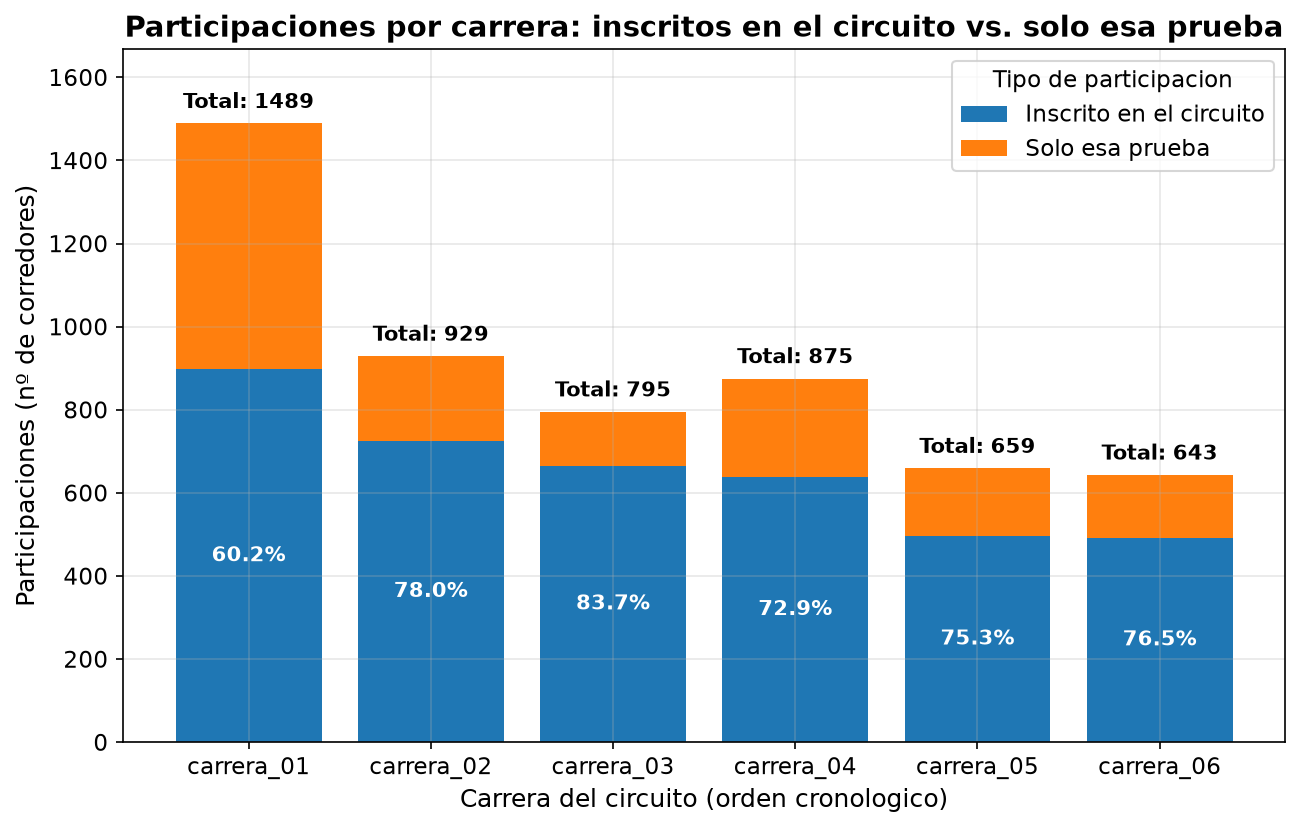 Participaciones por carrera: inscritos en el circuito vs. solo esa prueba
Tipo de participacion
Inscrito en el circuito
Solo esa prueba
Participaciones (nº de corredores)
1600
1400
1200
1000
800
600
400
200
0
Total: 1489
Total: 929
Total: 795
Total: 875
Total: 659
Total: 643
60.2%
78.0%
83.7%
72.9%
75.3%
76.5%
carrera_01
carrera_02
carrera_03
carrera_04
carrera_05
carrera_06
Carrera del circuito (orden cronologico)